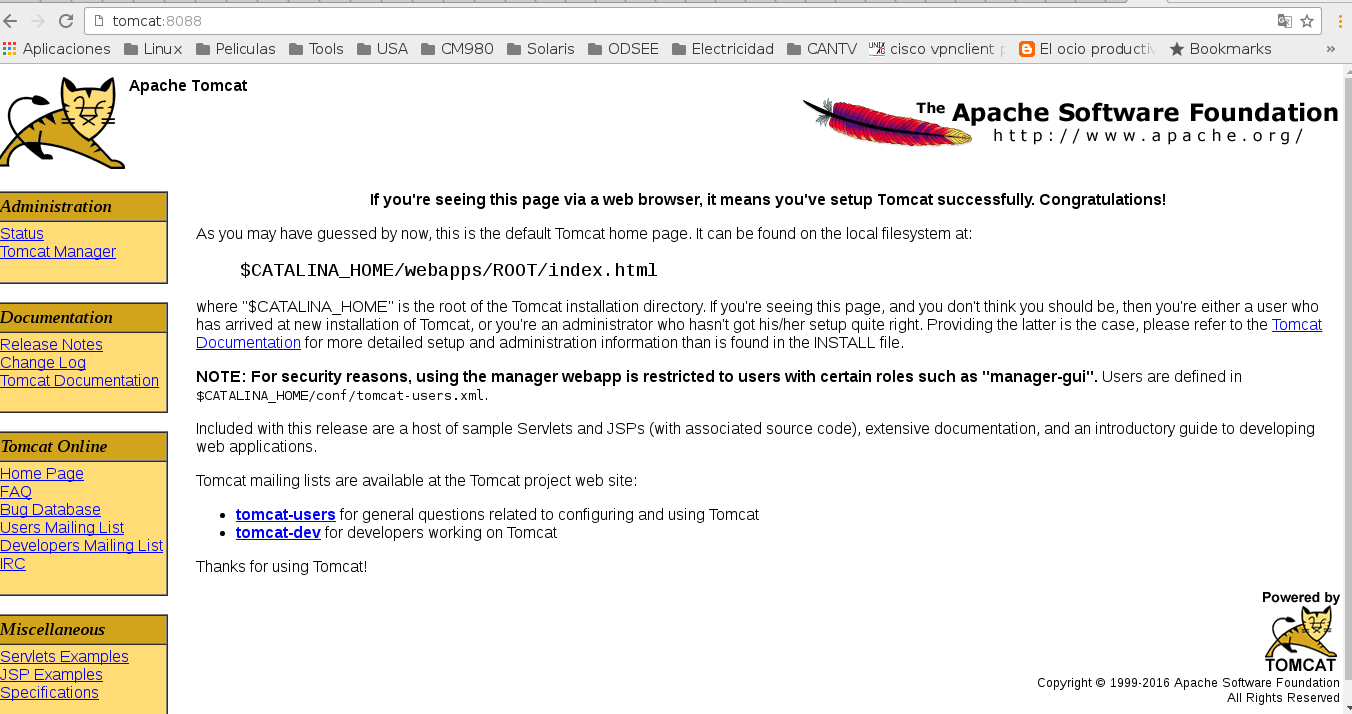 tomcat:8088
Aplicaciones Linux Peliculas Tools USA CM980 Solaris ODSEE Electricidad CANTV cisco vpnclient El ocio productiv Bookmarks »
Apache Tomcat
The Apache Software Foundation
http://www.apache.org/
Administration
Status
Tomcat Manager
Documentation
Release Notes
Change Log
Tomcat Documentation
Tomcat Online
Home Page
FAQ
Bug Database
Users Mailing List
Developers Mailing List
IRC
Miscellaneous
Servlets Examples
JSP Examples
Specifications
If you're seeing this page via a web browser, it means you've setup Tomcat successfully. Congratulations!
As you may have guessed by now, this is the default Tomcat home page. It can be found on the local filesystem at:
$CATALINA_HOME/webapps/ROOT/index.html
where "$CATALINA_HOME" is the root of the Tomcat installation directory. If you're seeing this page, and you don't think you should be, then you're either a user who
has arrived at new installation of Tomcat, or you're an administrator who hasn't got his/her setup quite right. Providing the latter is the case, please refer to the Tomcat
Documentation for more detailed setup and administration information than is found in the INSTALL file.
NOTE: For security reasons, using the manager webapp is restricted to users with certain roles such as "manager-gui". Users are defined in
$CATALINA_HOME/conf/tomcat-users.xml.
Included with this release are a host of sample Servlets and JSPs (with associated source code), extensive documentation, and an introductory guide to developing
web applications.
Tomcat mailing lists are available at the Tomcat project web site:
• tomcat-users for general questions related to configuring and using Tomcat
• tomcat-dev for developers working on Tomcat
Thanks for using Tomcat!
Powered by
TOMCAT
Copyright © 1999-2016 Apache Software Foundation
All Rights Reserved